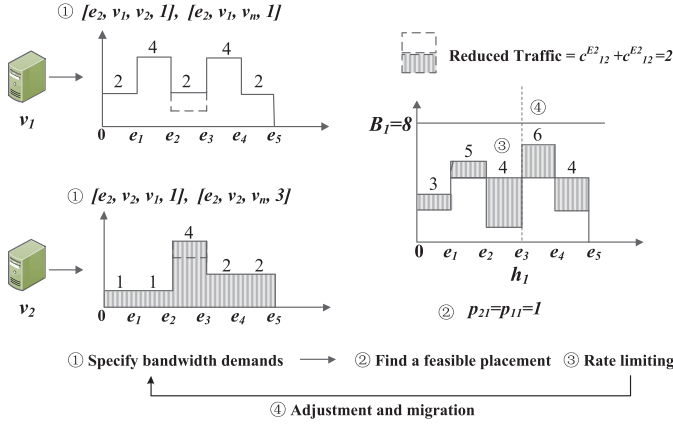 ① [e2, v1, v2, 1], [e2, v1, vn, 1]
4 4
2 2 2
v1
0 e1 e2 e3 e4 e5
Reduced Traffic = c^E2_12 + c^E2_12=2
④
B1=8
6
5 ③
4 4
3
0 e1 e2 e3 e4 e5
h1
① [e2, v2, v1, 1], [e2, v2, vn, 3]
4
2 2
1 1
v2
0 e1 e2 e3 e4 e5
② p21=p11=1
① Specify bandwidth demands ② Find a feasible placement ③ Rate limiting
④ Adjustment and migration